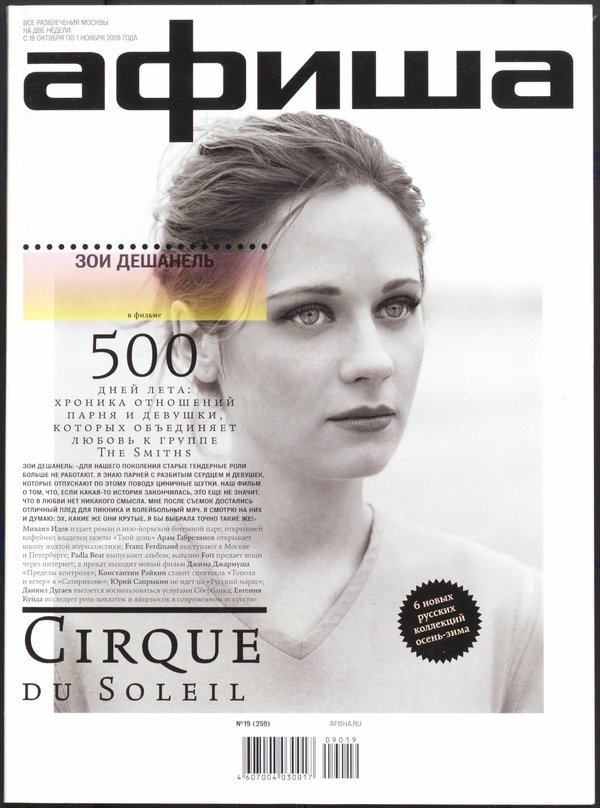 ВСЕ РАЗВЛЕЧЕНИЯ МОСКВЫ
НА ДВЕ НЕДЕЛИ
С 19 ОКТЯБРЯ ПО 1 НОЯБРЯ 2009 ГОДА
афиша
ЗОИ ДЕШАНЕЛЬ
в фильме
500
ДНЕЙ ЛЕТА:
ХРОНИКА ОТНОШЕНИЙ
ПАРНЯ И ДЕВУШКИ,
КОТОРЫХ ОБЪЕДИНЯЕТ
ЛЮБОВЬ К ГРУППЕ
THE SMITHS
ЗОИ ДЕШАНЕЛЬ: «ДЛЯ НАШЕГО ПОКОЛЕНИЯ СТАРЫЕ ГЕНДЕРНЫЕ РОЛИ
БОЛЬШЕ НЕ РАБОТАЮТ. Я ЗНАЮ ПАРНЕЙ С РАЗБИТЫМ СЕРДЦЕМ И ДЕВУШЕК,
КОТОРЫЕ ОТПУСКАЮТ ПО ЭТОМУ ПОВОДУ ЦИНИЧНЫЕ ШУТКИ. НАШ ФИЛЬМ
О ТОМ, ЧТО, ЕСЛИ КАКАЯ-ТО ИСТОРИЯ ЗАКОНЧИЛАСЬ, ЭТО ЕЩЕ НЕ ЗНАЧИТ,
ЧТО В ЛЮБВИ НЕТ НИКАКОГО СМЫСЛА. МНЕ ПОСЛЕ СЪЕМОК ДОСТАЛИСЬ
ОТЛИЧНЫЙ ПЛЕД ДЛЯ ПИКНИКА И ВОЛЕЙБОЛЬНЫЙ МЯЧ. Я СМОТРЮ НА НИХ
И ДУМАЮ: ЭХ, КАКИЕ ЖЕ ОНИ КРУТЫЕ, Я БЫ ВЫБРАЛА ТОЧНО ТАКИЕ ЖЕ!»
Михаил Идов издает роман о нью-йоркской богемной паре, открывшей
кофейню; владелец газеты «Твой день» Арам Габрелянов открывает
школу желтой журналистики; Franz Ferdinand выступают в Москве
и Петербурге; Padla Bear выпускают альбом; магазин Fott продает вещи
через интернет; в прокат выходит новый фильм Джима Джармуша
«Пределы контроля»; Константин Райкин ставит спектакль «Тополя
и ветер» в «Сатириконе»; Юрий Сапрыкин не идет на «Русский марш»;
Даниил Дугаев пытается воспользоваться услугами Сбербанка; Евгения
Куйда исследует роль хохлаток и яйценосок в современном искусстве
6 новых
русских
коллекций
осень-зима
CIRQUE
DU SOLEIL
№19 (259)
AFISHA.RU
09019
4 607004 030017